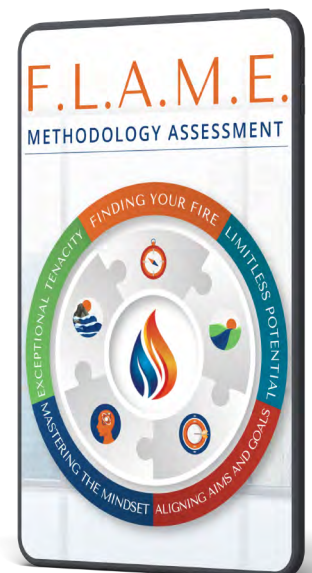 F.L.A.M.E.
METHODOLOGY ASSESSMENT
FINDING YOUR FIRE
LIMITLESS POTENTIAL
ALIGNING AIMS AND GOALS
MASTERING THE MINDSET
EXCEPTIONAL TENACITY